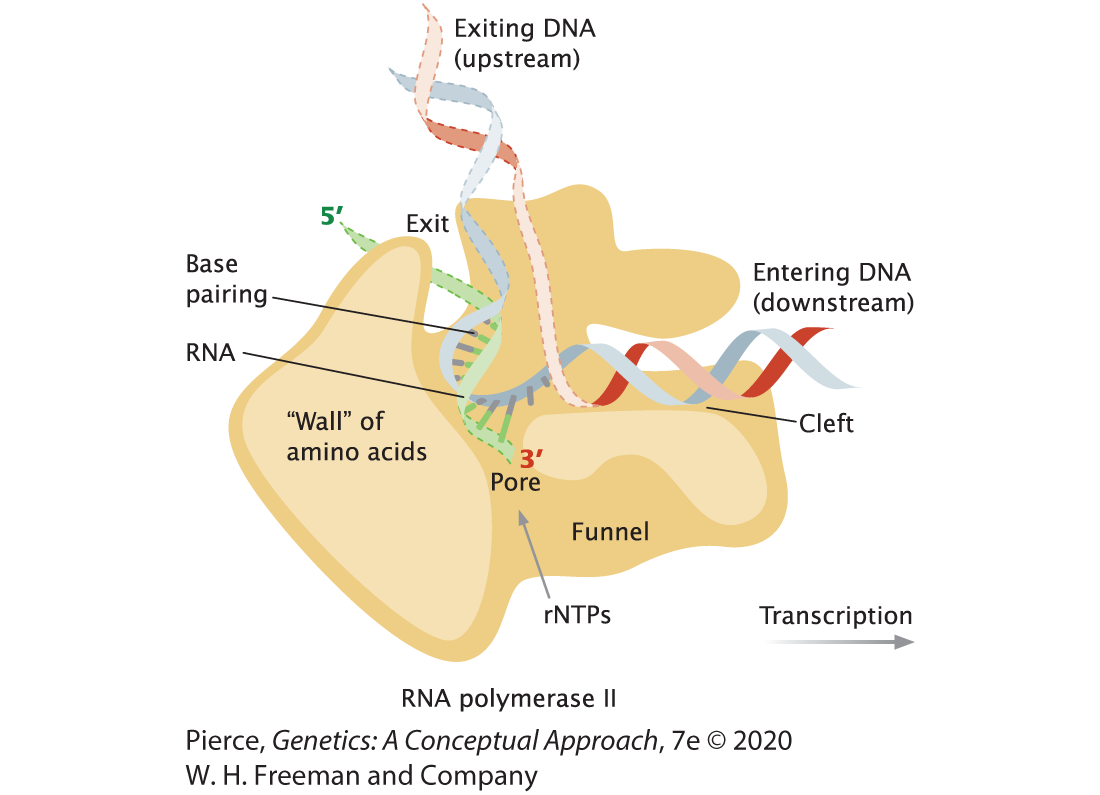 Exiting DNA
(upstream)
5′
Exit
Base
pairing
Entering DNA
(downstream)
RNA
“Wall” of
amino acids
Cleft
3′
Pore
Funnel
rNTPs
Transcription
RNA polymerase II
Pierce, Genetics: A Conceptual Approach, 7e © 2020
W. H. Freeman and Company